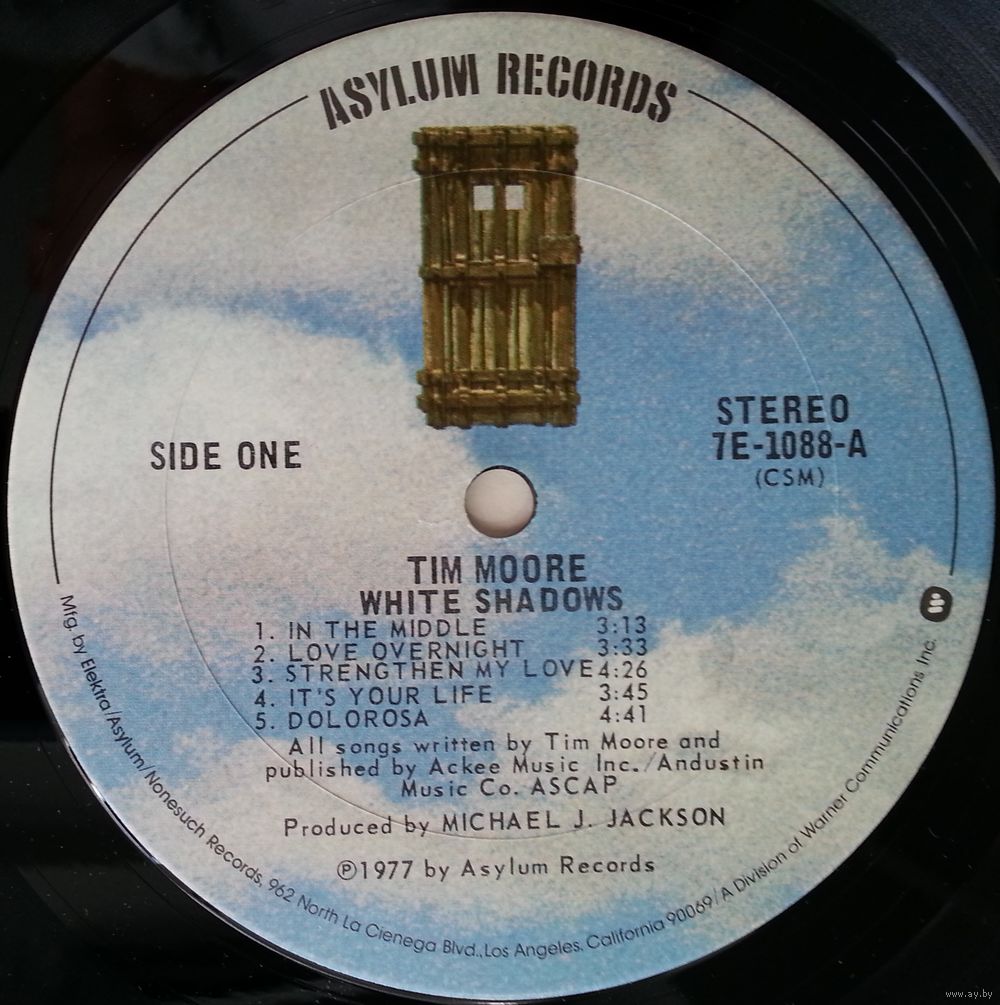 ASYLUM RECORDS
SIDE ONE
STEREO
7E-1088-A
(CSM)
TIM MOORE
WHITE SHADOWS
1. IN THE MIDDLE 3:13
2. LOVE OVERNIGHT 3:33
3. STRENGTHEN MY LOVE 4:26
4. IT'S YOUR LIFE 3:45
5. DOLOROSA 4:41
All songs written by Tim Moore and
published by Ackee Music Inc./Andustin
Music Co. ASCAP
Produced by MICHAEL J. JACKSON
℗1977 by Asylum Records
Mfg. by Elektra/Asylum/Nonesuch Records, 962 North La Cienega Blvd., Los Angeles, California 90069/A Division of Warner Communications Inc.
www.ay.by